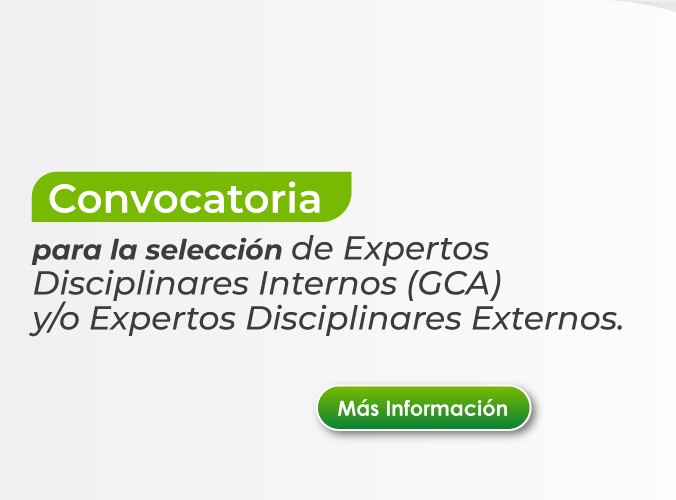 Convocatoria
para la selección de Expertos
Disciplinares Internos (GCA)
y/o Expertos Disciplinares Externos.
Más Información